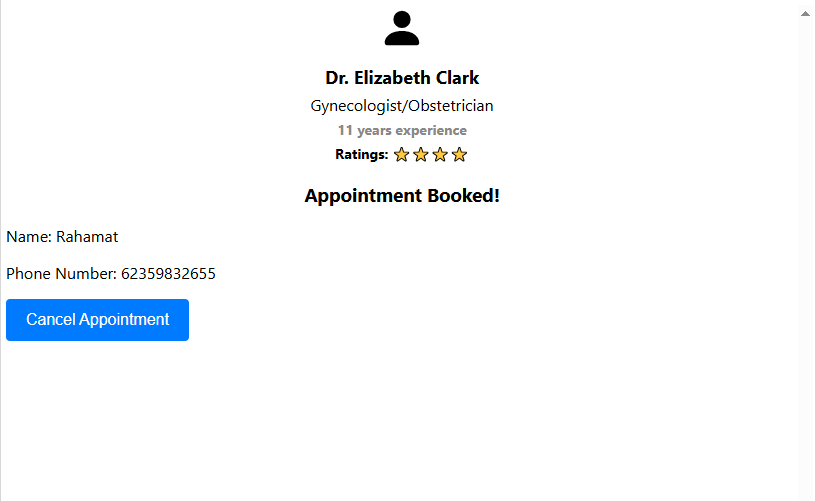 Dr. Elizabeth Clark
Gynecologist/Obstetrician
11 years experience
Ratings: ⭐⭐⭐⭐
Appointment Booked!
Name: Rahamat
Phone Number: 62359832655
Cancel Appointment